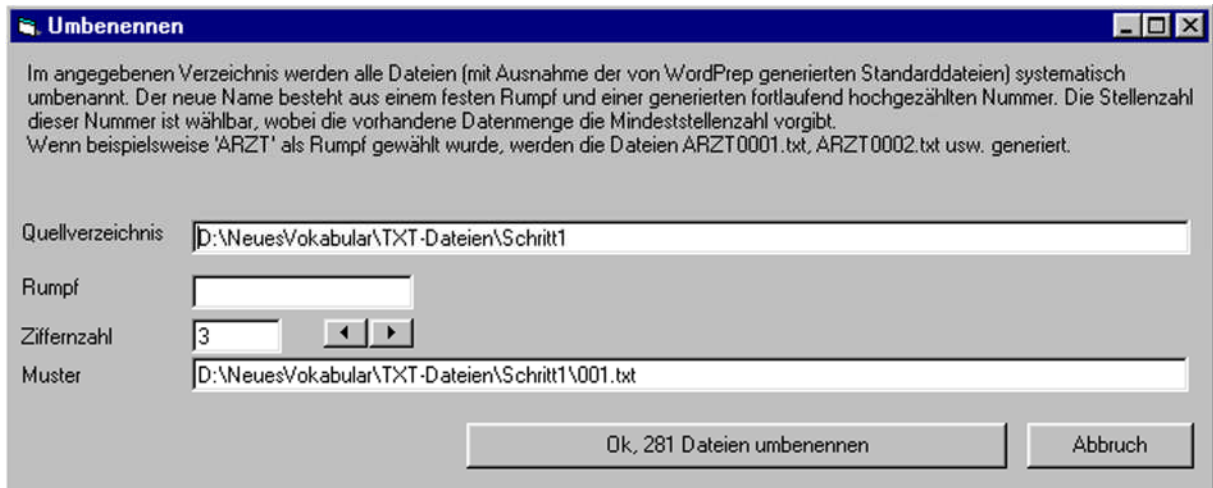 Umbenennen
Im angegebenen Verzeichnis werden alle Dateien (mit Ausnahme der von WordPrep generierten Standarddateien) systematisch
umbenannt. Der neue Name besteht aus einem festen Rumpf und einer generierten fortlaufend hochgezählten Nummer. Die Stellenzahl
dieser Nummer ist wählbar, wobei die vorhandene Datenmenge die Mindeststellenzahl vorgibt.
Wenn beispielsweise 'ARZT' als Rumpf gewählt wurde, werden die Dateien ARZT0001.txt, ARZT0002.txt usw. generiert.
Quellverzeichnis D:\NeuesVokabular\TXT-Dateien\Schritt1
Rumpf
Ziffernzahl 3
Muster D:\NeuesVokabular\TXT-Dateien\Schritt1\001.txt
Ok, 281 Dateien umbenennen Abbruch